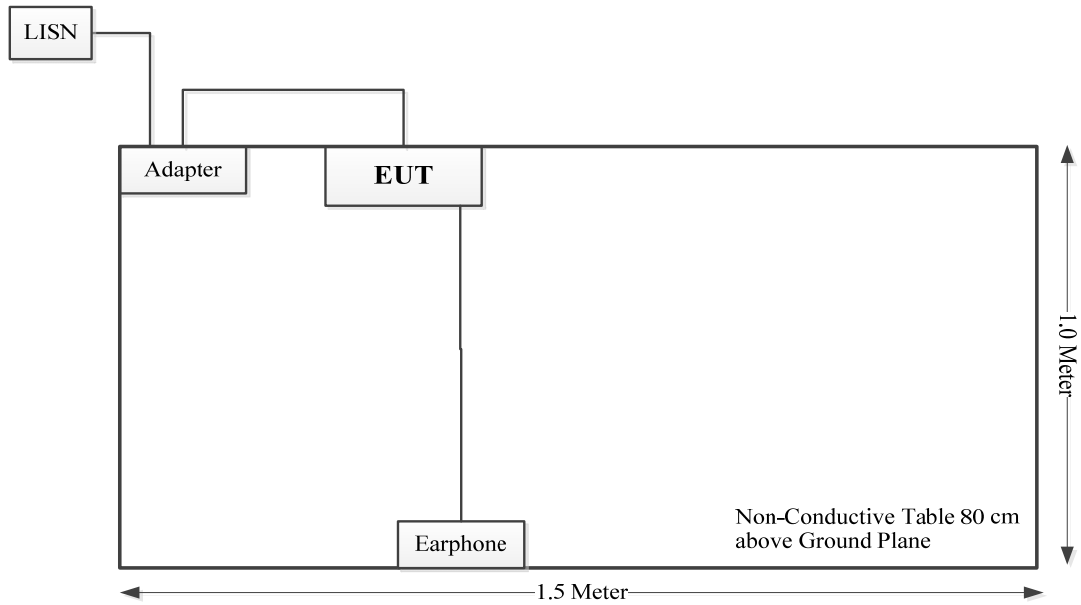 LISN
Adapter
EUT
1.0 Meter
Earphone
Non-Conductive Table 80 cm
above Ground Plane
1.5 Meter